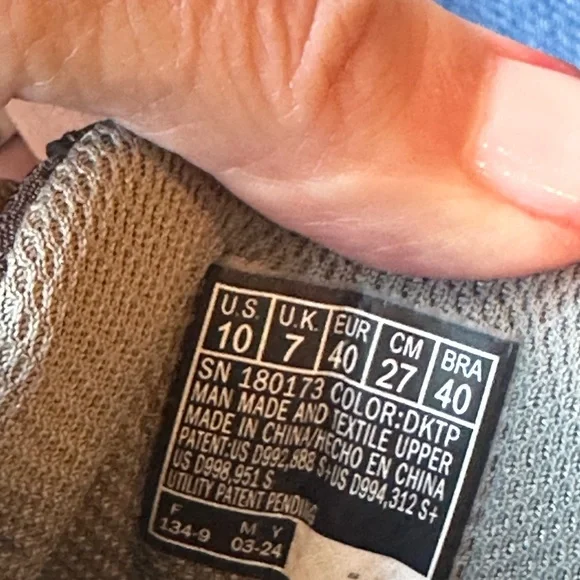 U.S. U.K. EUR CM BRA
10 7 40 27 40
SN 180173 COLOR:DKTP
MAN MADE AND TEXTILE UPPER
MADE IN CHINA/HECHO EN CHINA
PATENT:US D992,888 S+US D994,312 S+
US D998,951 S
UTILITY PATENT PENDING
F M Y
134-9 03-24